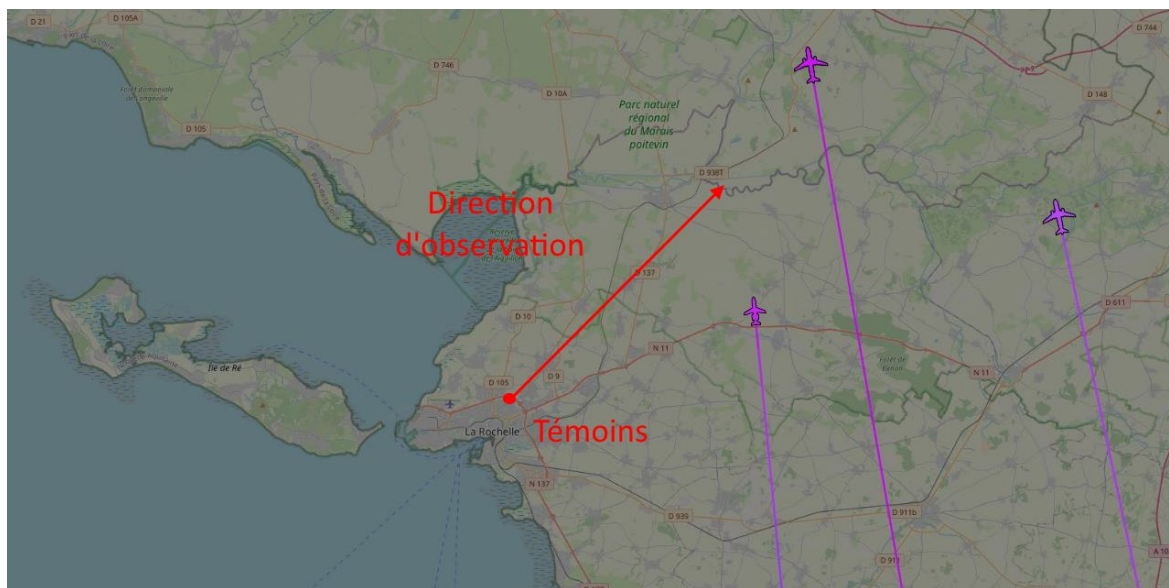 D 21
D 105A
D 744
D 746
D 10A
D 148
Parc naturel
régional
du Marais
poitevin
D 105
D 938T
Direction
d'observation
D 137
D 10
D 611
N 11
Île de Ré
D 105
D 9
N 11
La Rochelle
Témoins
N 137
D 939
D 911b
D 911
A 10